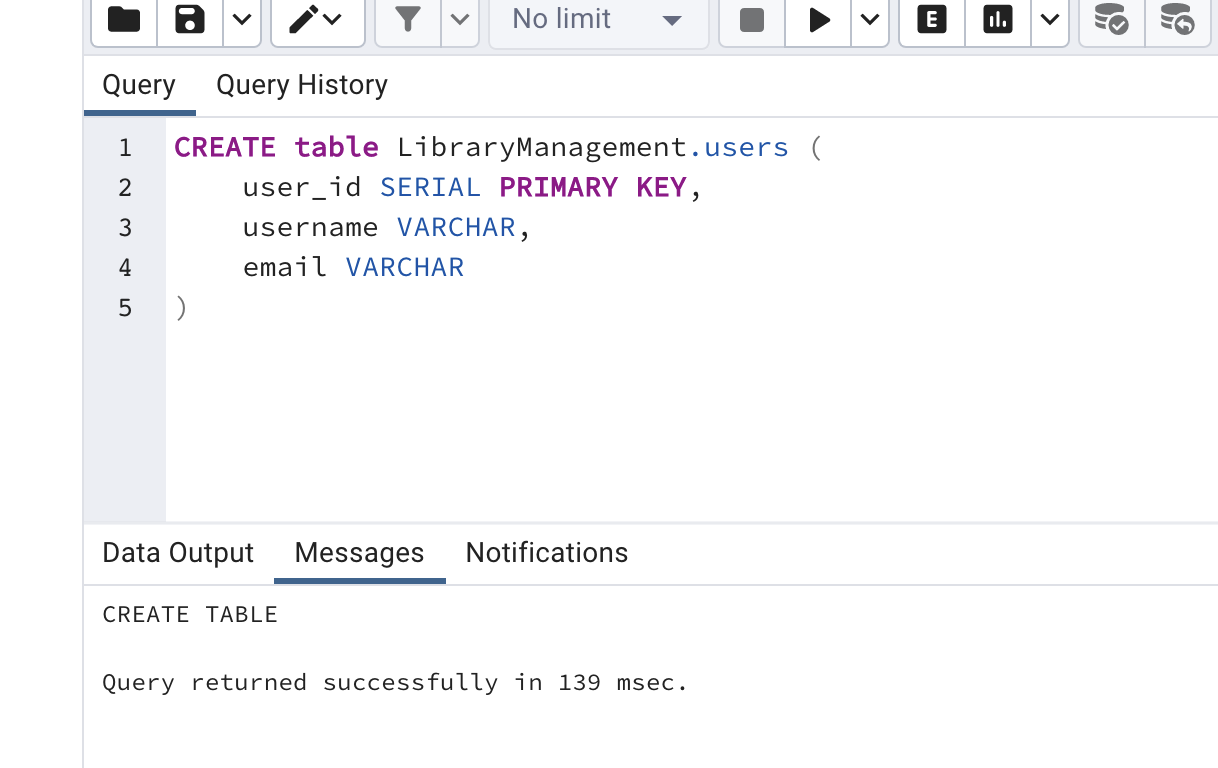 No limit
E
Query Query History
1 CREATE table LibraryManagement.users (
2     user_id SERIAL PRIMARY KEY,
3     username VARCHAR,
4     email VARCHAR
5 )
Data Output Messages Notifications
CREATE TABLE
Query returned successfully in 139 msec.